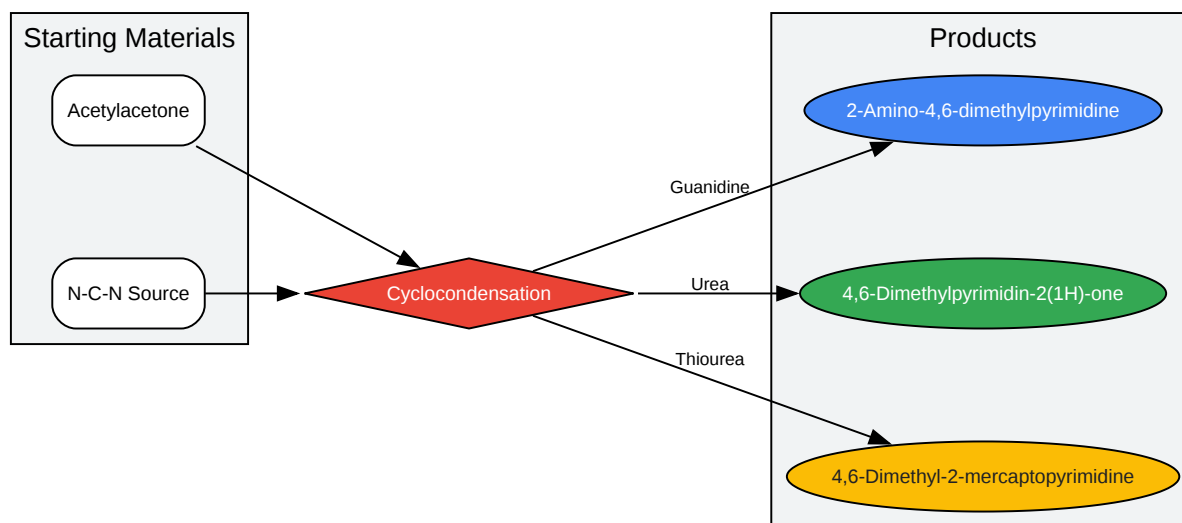 Starting Materials
Products
Acetylacetone
2-Amino-4,6-dimethylpyrimidine
Guanidine
N-C-N Source
Cyclocondensation
Urea
4,6-Dimethylpyrimidin-2(1H)-one
Thiourea
4,6-Dimethyl-2-mercaptopyrimidine